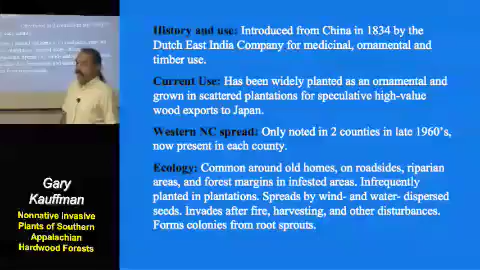 History and use: Introduced from China in 1834 by the
Dutch East India Company for medicinal, ornamental and
timber use.
Current Use: Has been widely planted as an ornamental and
grown in scattered plantations for speculative high-value
wood exports to Japan.
Western NC spread: Only noted in 2 counties in late 1960's,
now present in each county.
Ecology: Common around old homes, on roadsides, riparian
areas, and forest margins in infested areas. Infrequently
planted in plantations. Spreads by wind- and water- dispersed
seeds. Invades after fire, harvesting, and other disturbances.
Forms colonies from root sprouts.
Gary
Kauffman
Nonnative Invasive
Plants of Southern
Appalachian
Hardwood Forests